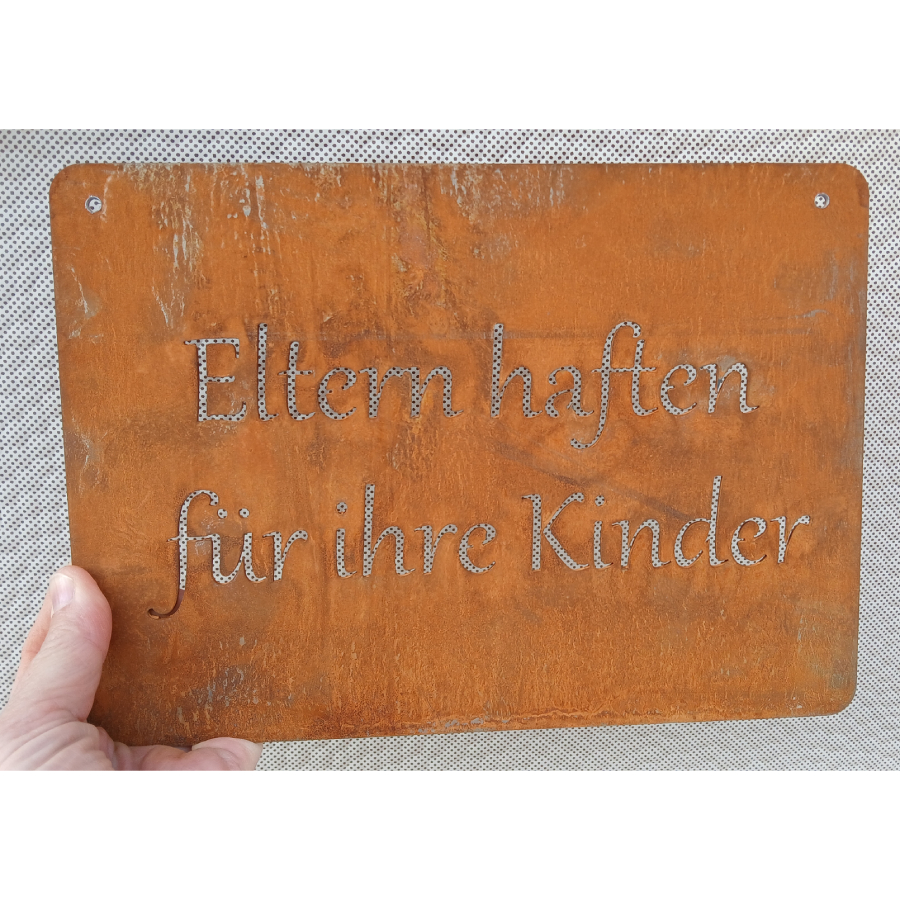 Eltern haften
für ihre Kinder